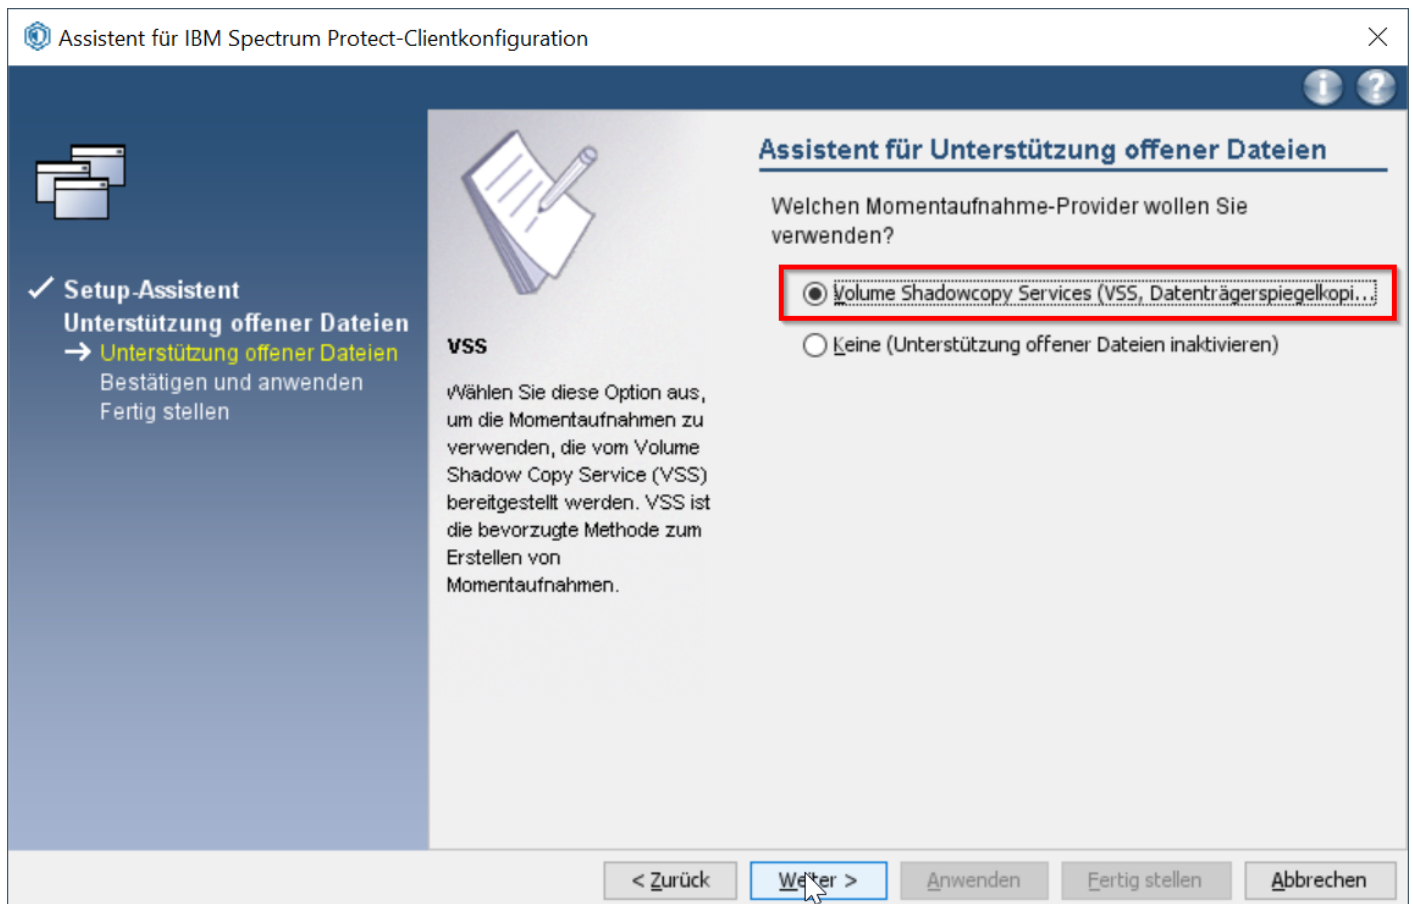 Assistent für IBM Spectrum Protect-Clientkonfiguration
Setup-Assistent
Unterstützung offener Dateien
Unterstützung offener Dateien
Bestätigen und anwenden
Fertig stellen
VSS
Wählen Sie diese Option aus,
um die Momentaufnahmen zu
verwenden, die vom Volume
Shadow Copy Service (VSS)
bereitgestellt werden. VSS ist
die bevorzugte Methode zum
Erstellen von
Momentaufnahmen.
Assistent für Unterstützung offener Dateien
Welchen Momentaufnahme-Provider wollen Sie
verwenden?
Volume Shadowcopy Services (VSS, Datenträgerspiegelkopi...
Keine (Unterstützung offener Dateien inaktivieren)
< Zurück
Weiter >
Anwenden
Fertig stellen
Abbrechen